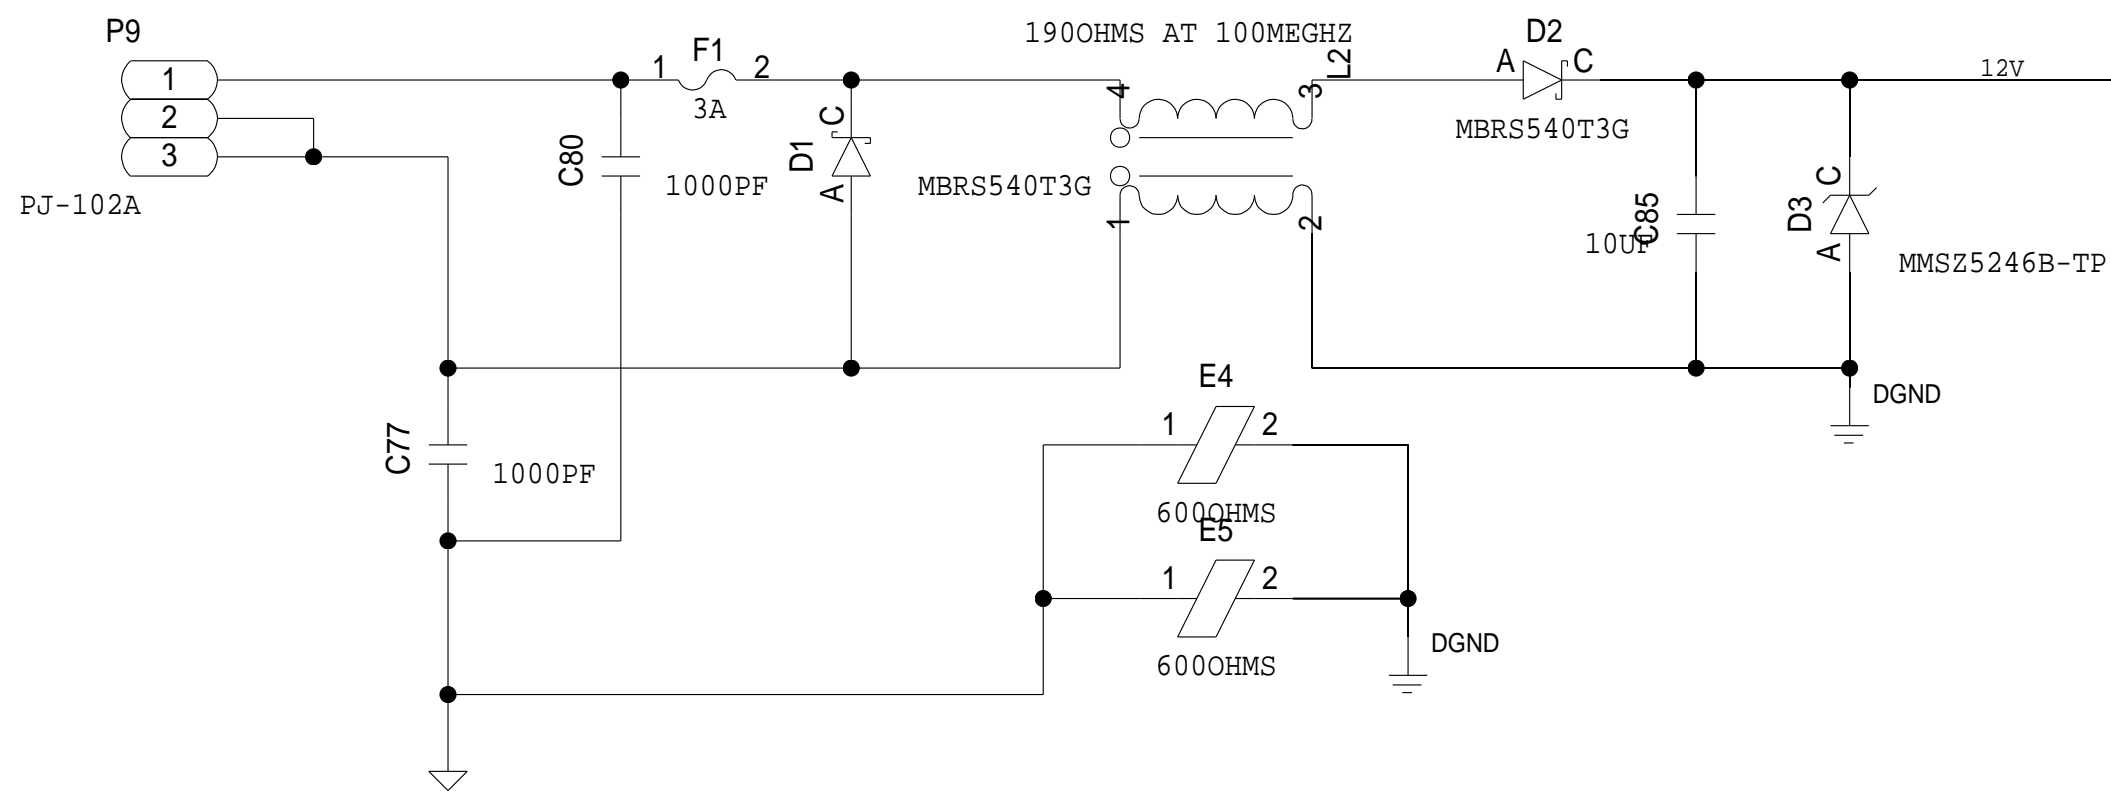 P9
1
2
3
PJ-102A
1
F1
2
3A
C80
1000PF
D1
C
A
MBRS540T3G
190OHMS AT 100MEGHZ
L2
4
3
1
2
D2
A
C
MBRS540T3G
12V
C85
10UF
D3
C
A
MMSZ5246B-TP
DGND
C77
1000PF
E4
1
2
600OHMS
E5
1
2
600OHMS
DGND